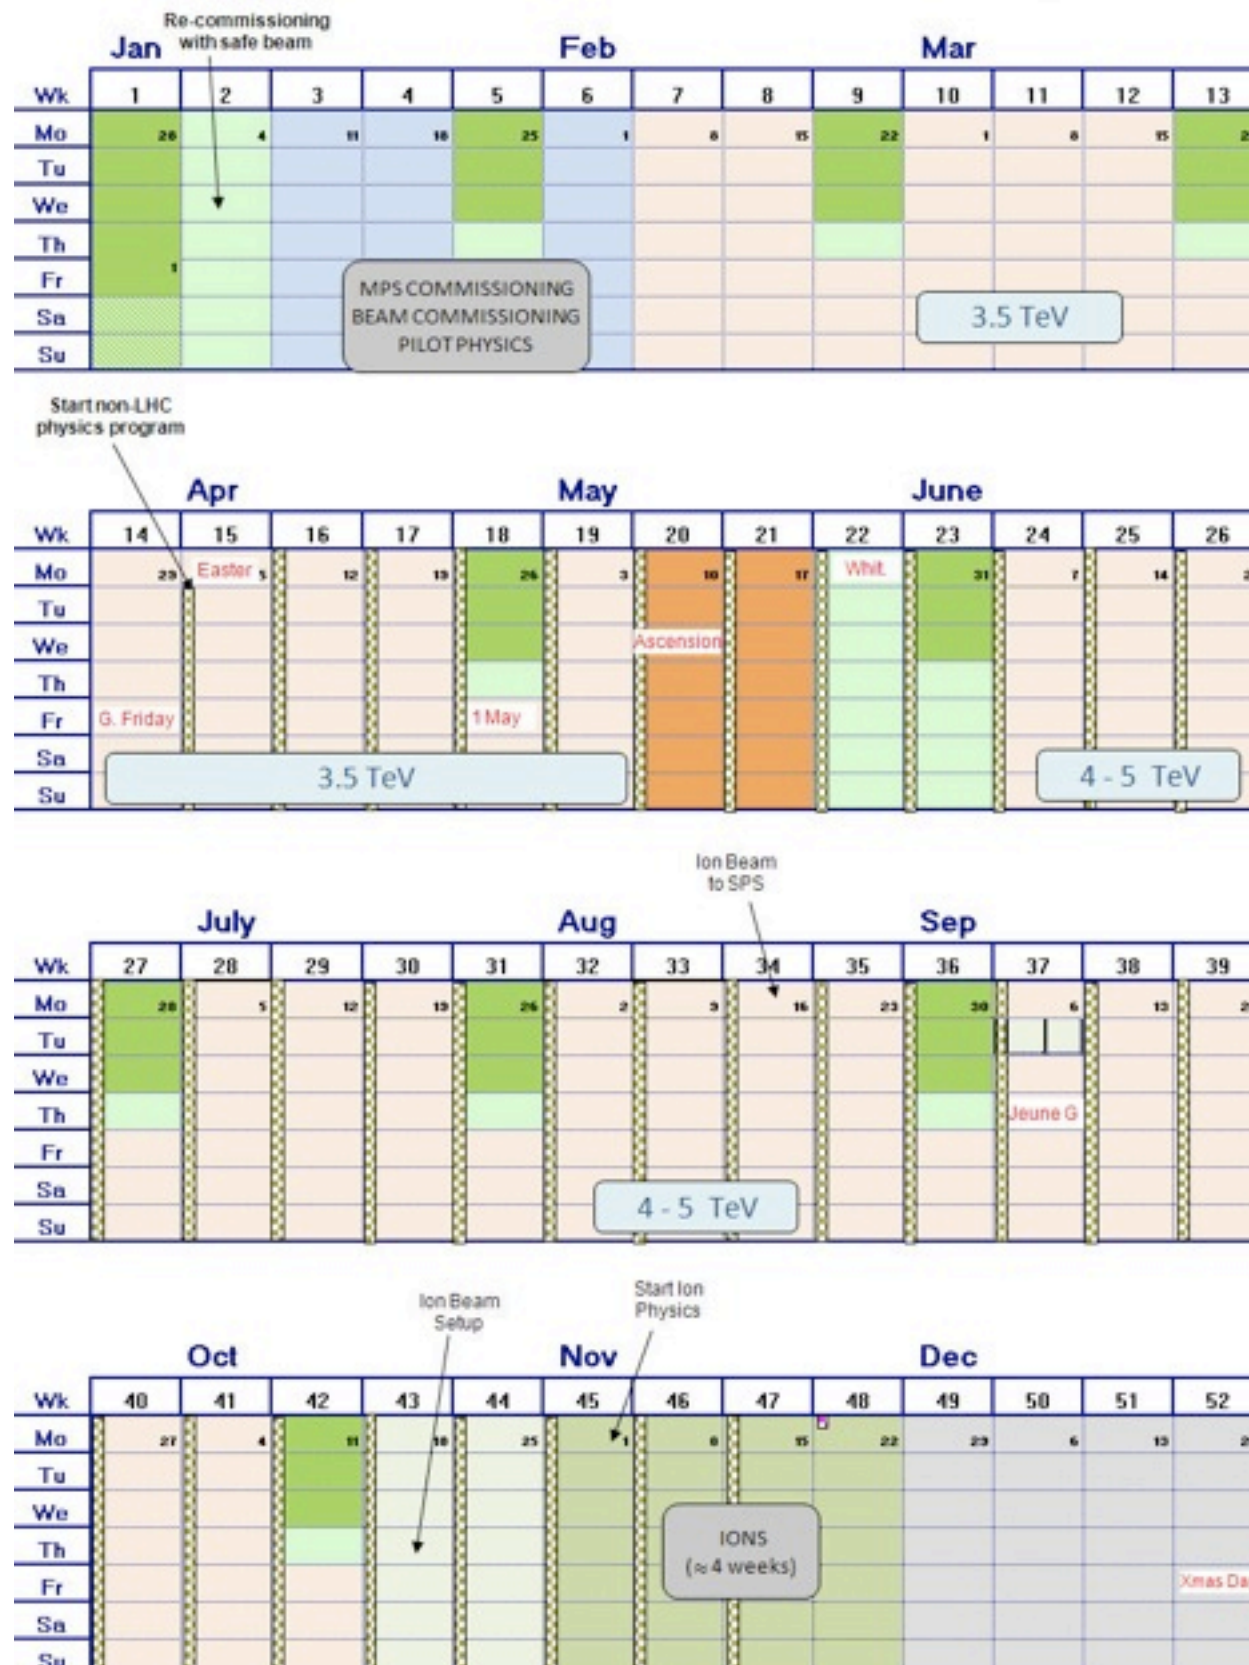 Re-commissioning
with safe beam
Jan Feb Mar
Wk 1 2 3 4 5 6 7 8 9 10 11 12 13
Mo 28 4 11 18 25 1 8 15 22 1 8 15
Tu
We
Th
Fr 1
Sa
Su
MPS COMMISSIONING
BEAM COMMISSIONING
PILOT PHYSICS
3.5 TeV
Start non-LHC
physics program
Apr May June
Wk 14 15 16 17 18 19 20 21 22 23 24 25 26
Mo 29 Easter 5 12 19 26 3 10 17 Whit. 31 7 14
Tu
We Ascension
Th
Fr G. Friday 1 May
Sa
Su
3.5 TeV
4 - 5 TeV
Ion Beam
to SPS
July Aug Sep
Wk 27 28 29 30 31 32 33 34 35 36 37 38 39
Mo 28 5 12 19 26 2 9 16 23 30 6 13
Tu
We
Th Jeune G
Fr
Sa
Su
4 - 5 TeV
Ion Beam
Setup
Start Ion
Physics
Oct Nov Dec
Wk 40 41 42 43 44 45 46 47 48 49 50 51 52
Mo 27 4 11 18 25 1 8 15 22 29 6 13
Tu
We
Th
Fr Xmas Da
Sa
Su
IONS
(≈ 4 weeks)